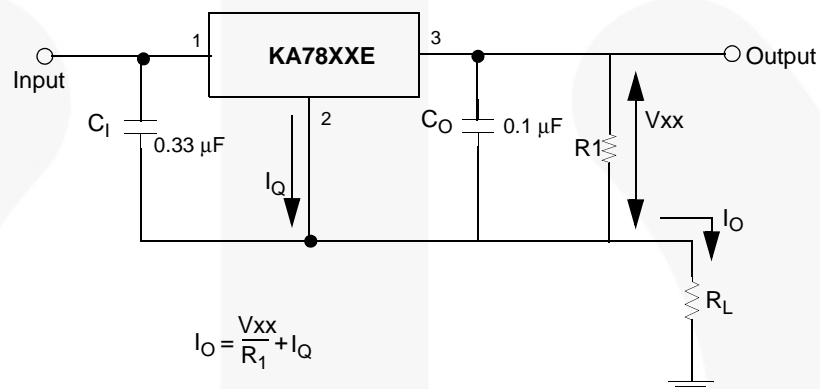 1
KA78XXE
3
Input
Output
C_I
0.33 μF
2
C_O
0.1 μF
Vxx
R1
I_Q
I_O
R_L
I_O = Vxx/R_1 + I_Q